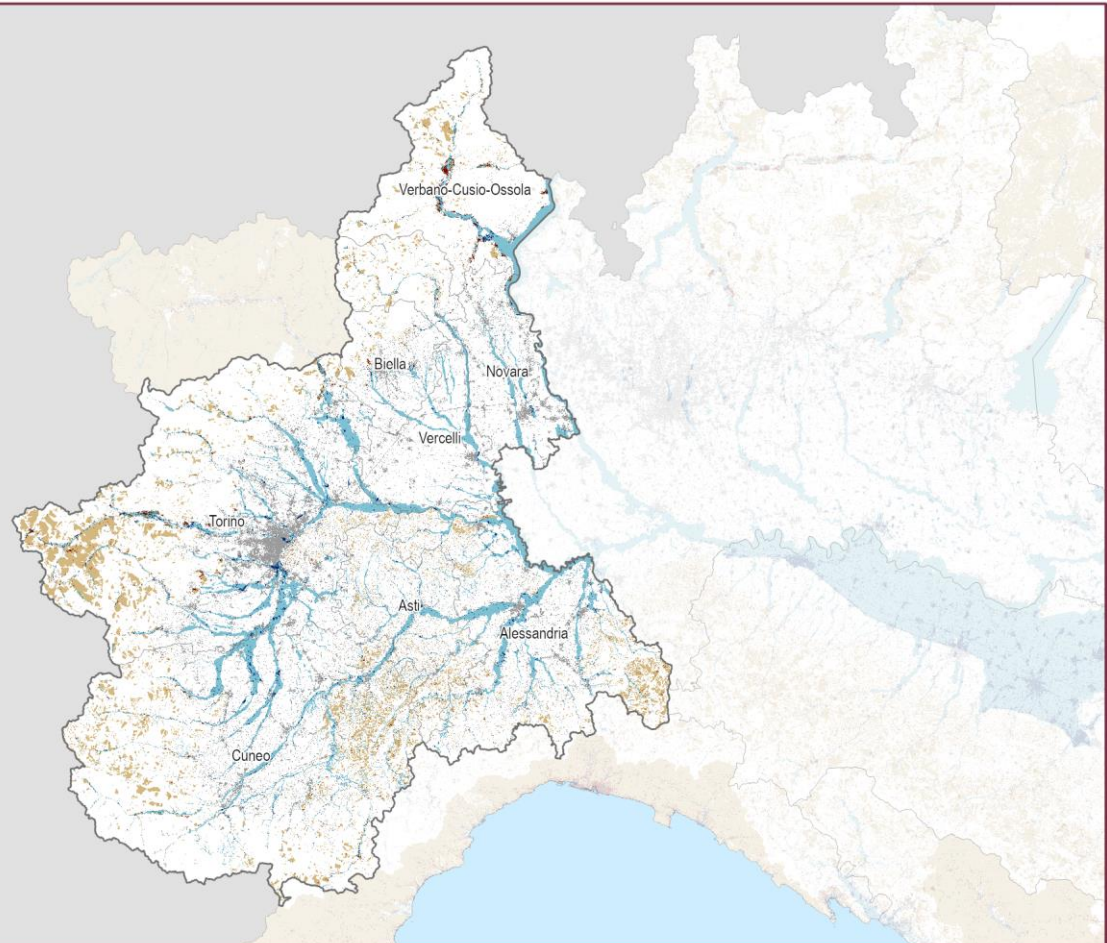 Verbano-Cusio-Ossola
Biella
Novara
Vercelli
Torino
Asti
Alessandria
Cuneo